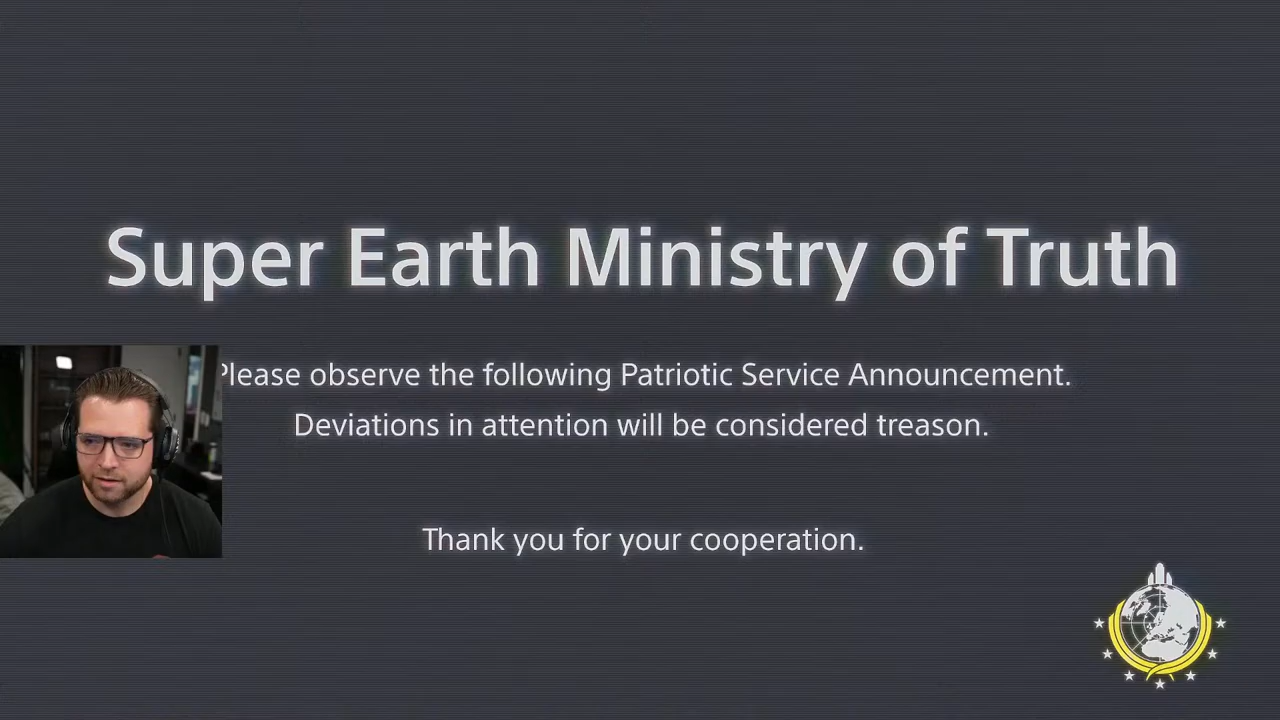 Super Earth Ministry of Truth
Please observe the following Patriotic Service Announcement.
Deviations in attention will be considered treason.
Thank you for your cooperation.